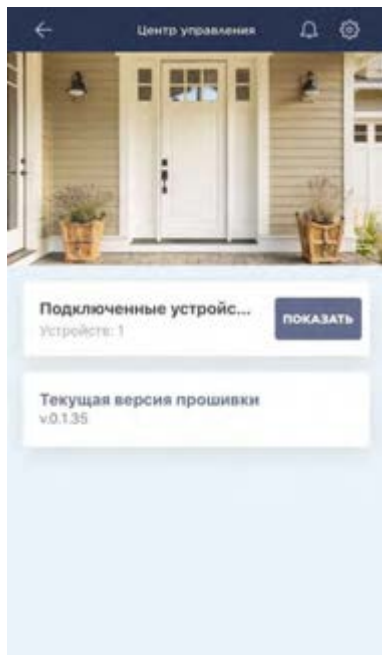 Центр управления
Подключенные устройс...
Устройств: 1
ПОКАЗАТЬ
Текущая версия прошивки
v.0.1.35